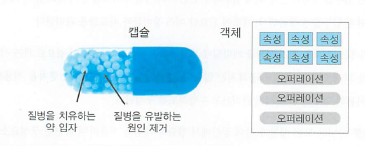 캡슐
질병을 치유하는
약 입자
질병을 유발하는
원인 제거
객체
속성 속성 속성
속성 속성 속성
오퍼레이션
오퍼레이션
오퍼레이션